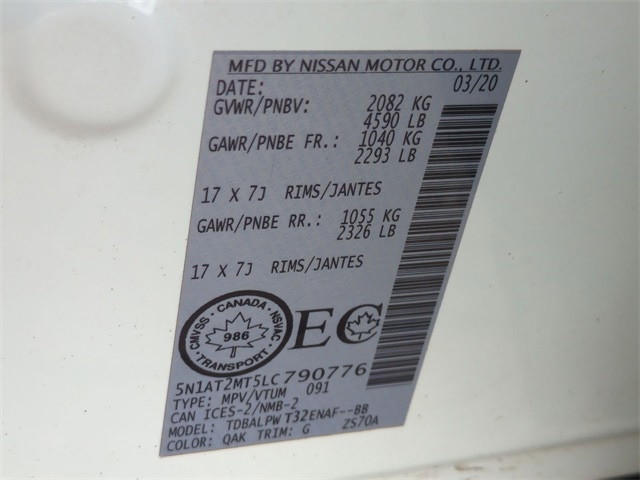 MFD BY NISSAN MOTOR CO., LTD.
DATE: 03/20
GVWR/PNBV: 2082 KG
4590 LB
GAWR/PNBE FR.: 1040 KG
2293 LB
17 X 7J RIMS/JANTES
GAWR/PNBE RR.: 1055 KG
2326 LB
17 X 7J RIMS/JANTES
CMVSS - CANADA - NSVAC
986
TRANSPORT
EC
5N1AT2MT5LC790776
TYPE: MPV/VTUM 091
CAN ICES-2/NMB-2
MODEL: TDBALPW T32ENAF--BB
COLOR: QAK TRIM: G ZS70A